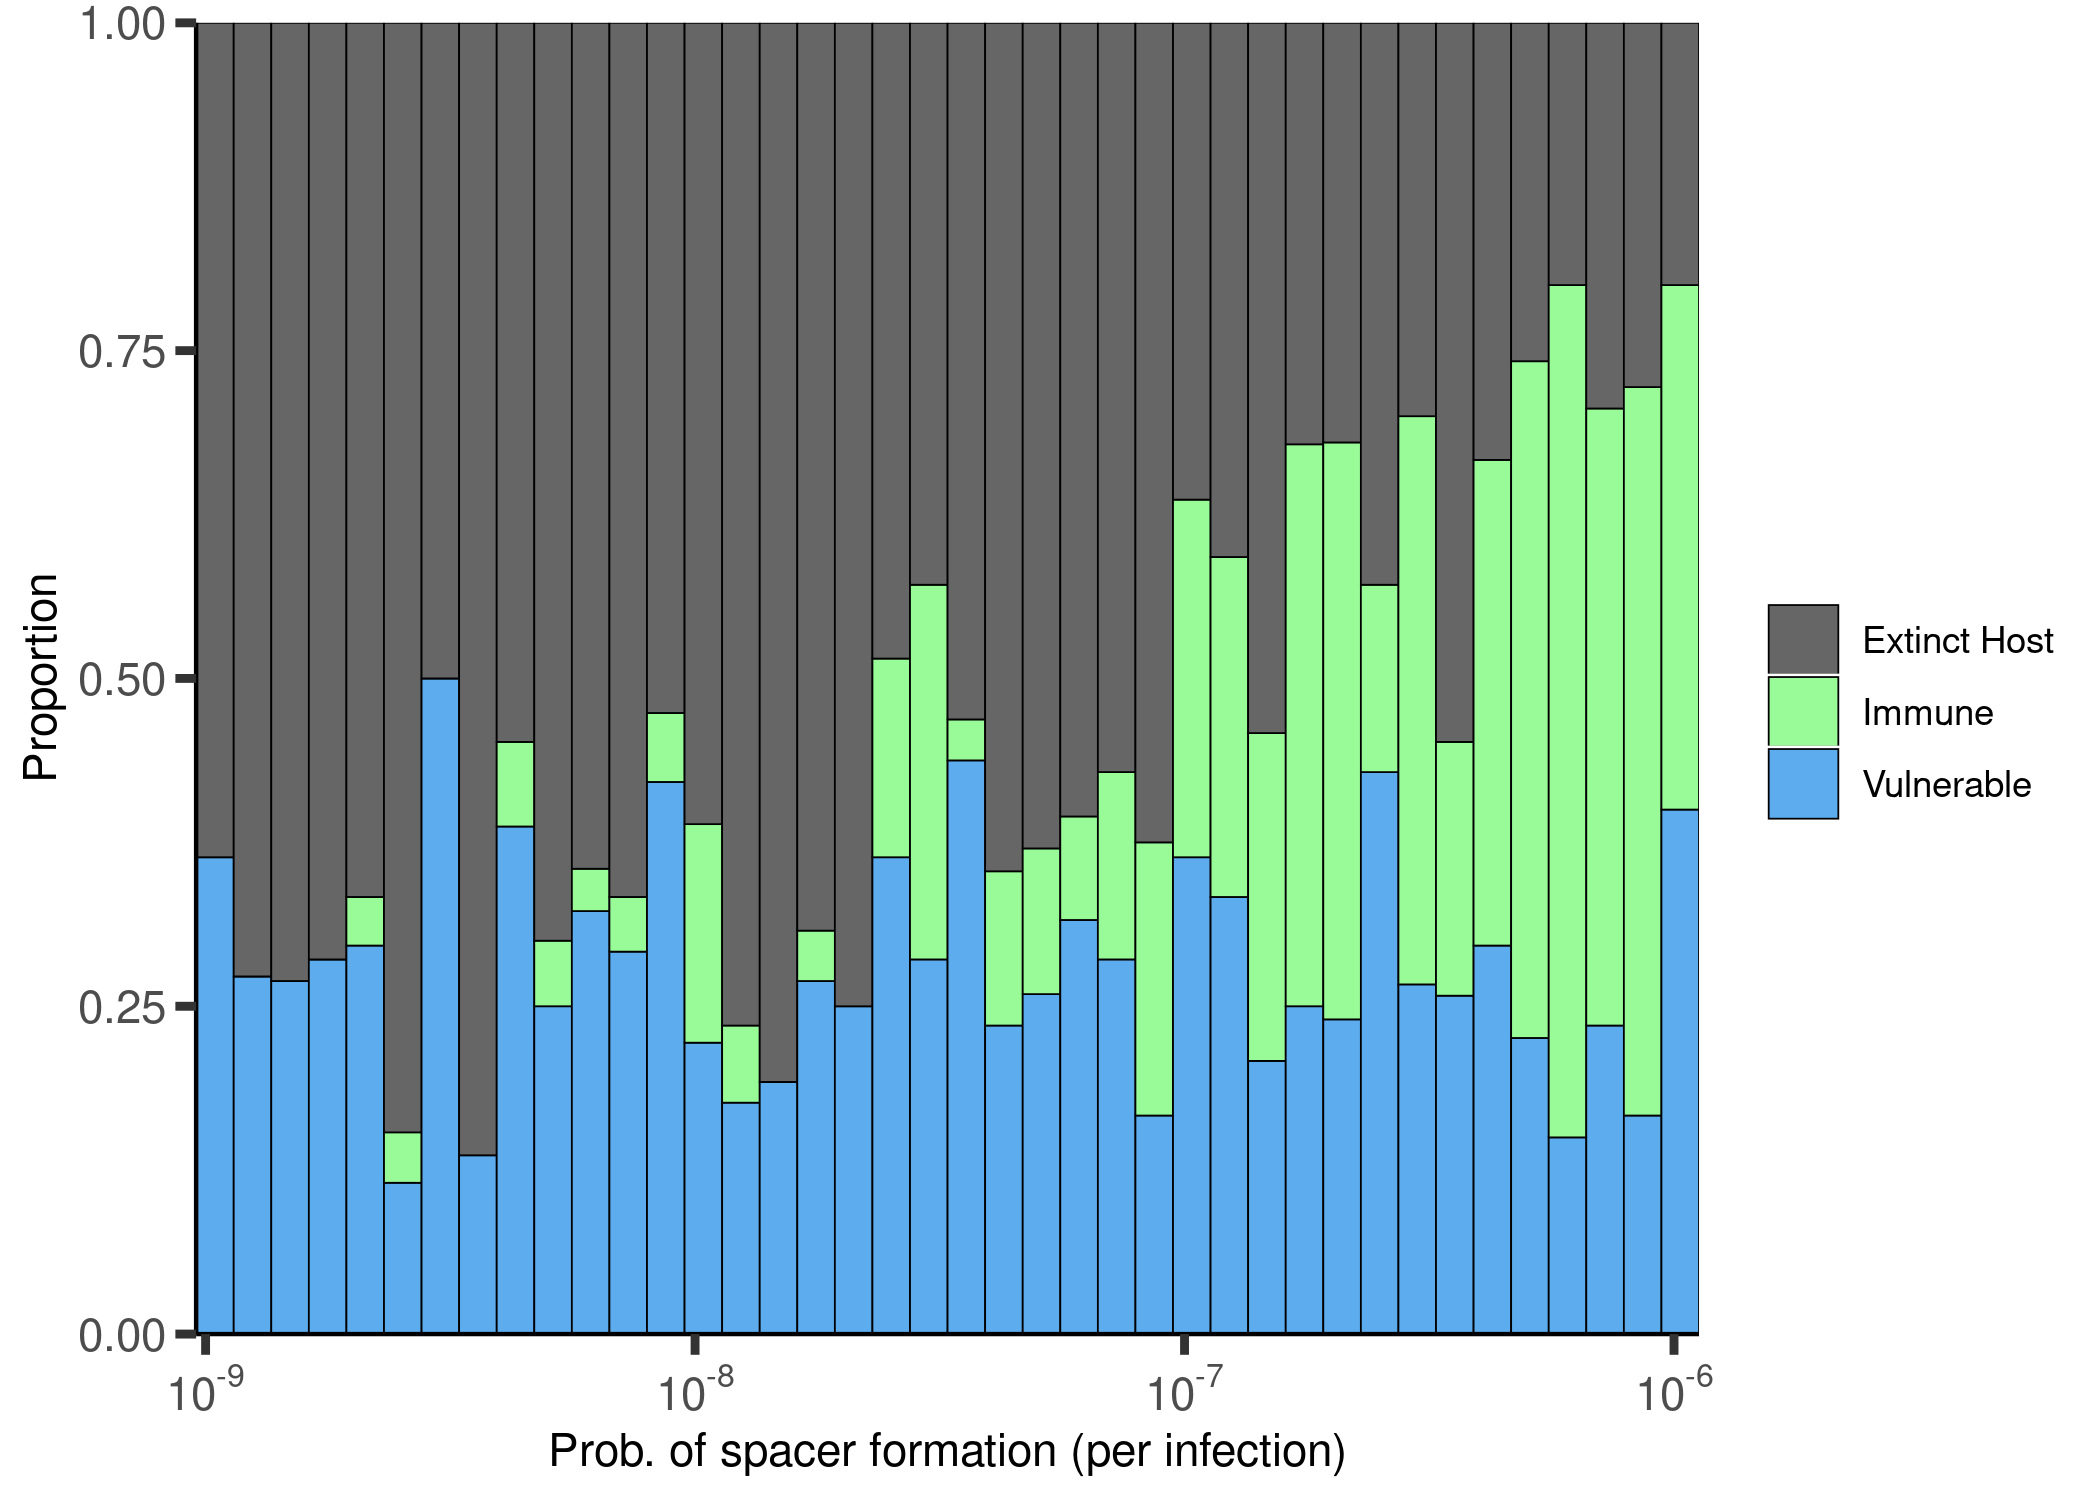 1.00
0.75
0.50
0.25
0.00
Proportion
10^-9
10^-8
10^-7
10^-6
Prob. of spacer formation (per infection)
Extinct Host
Immune
Vulnerable